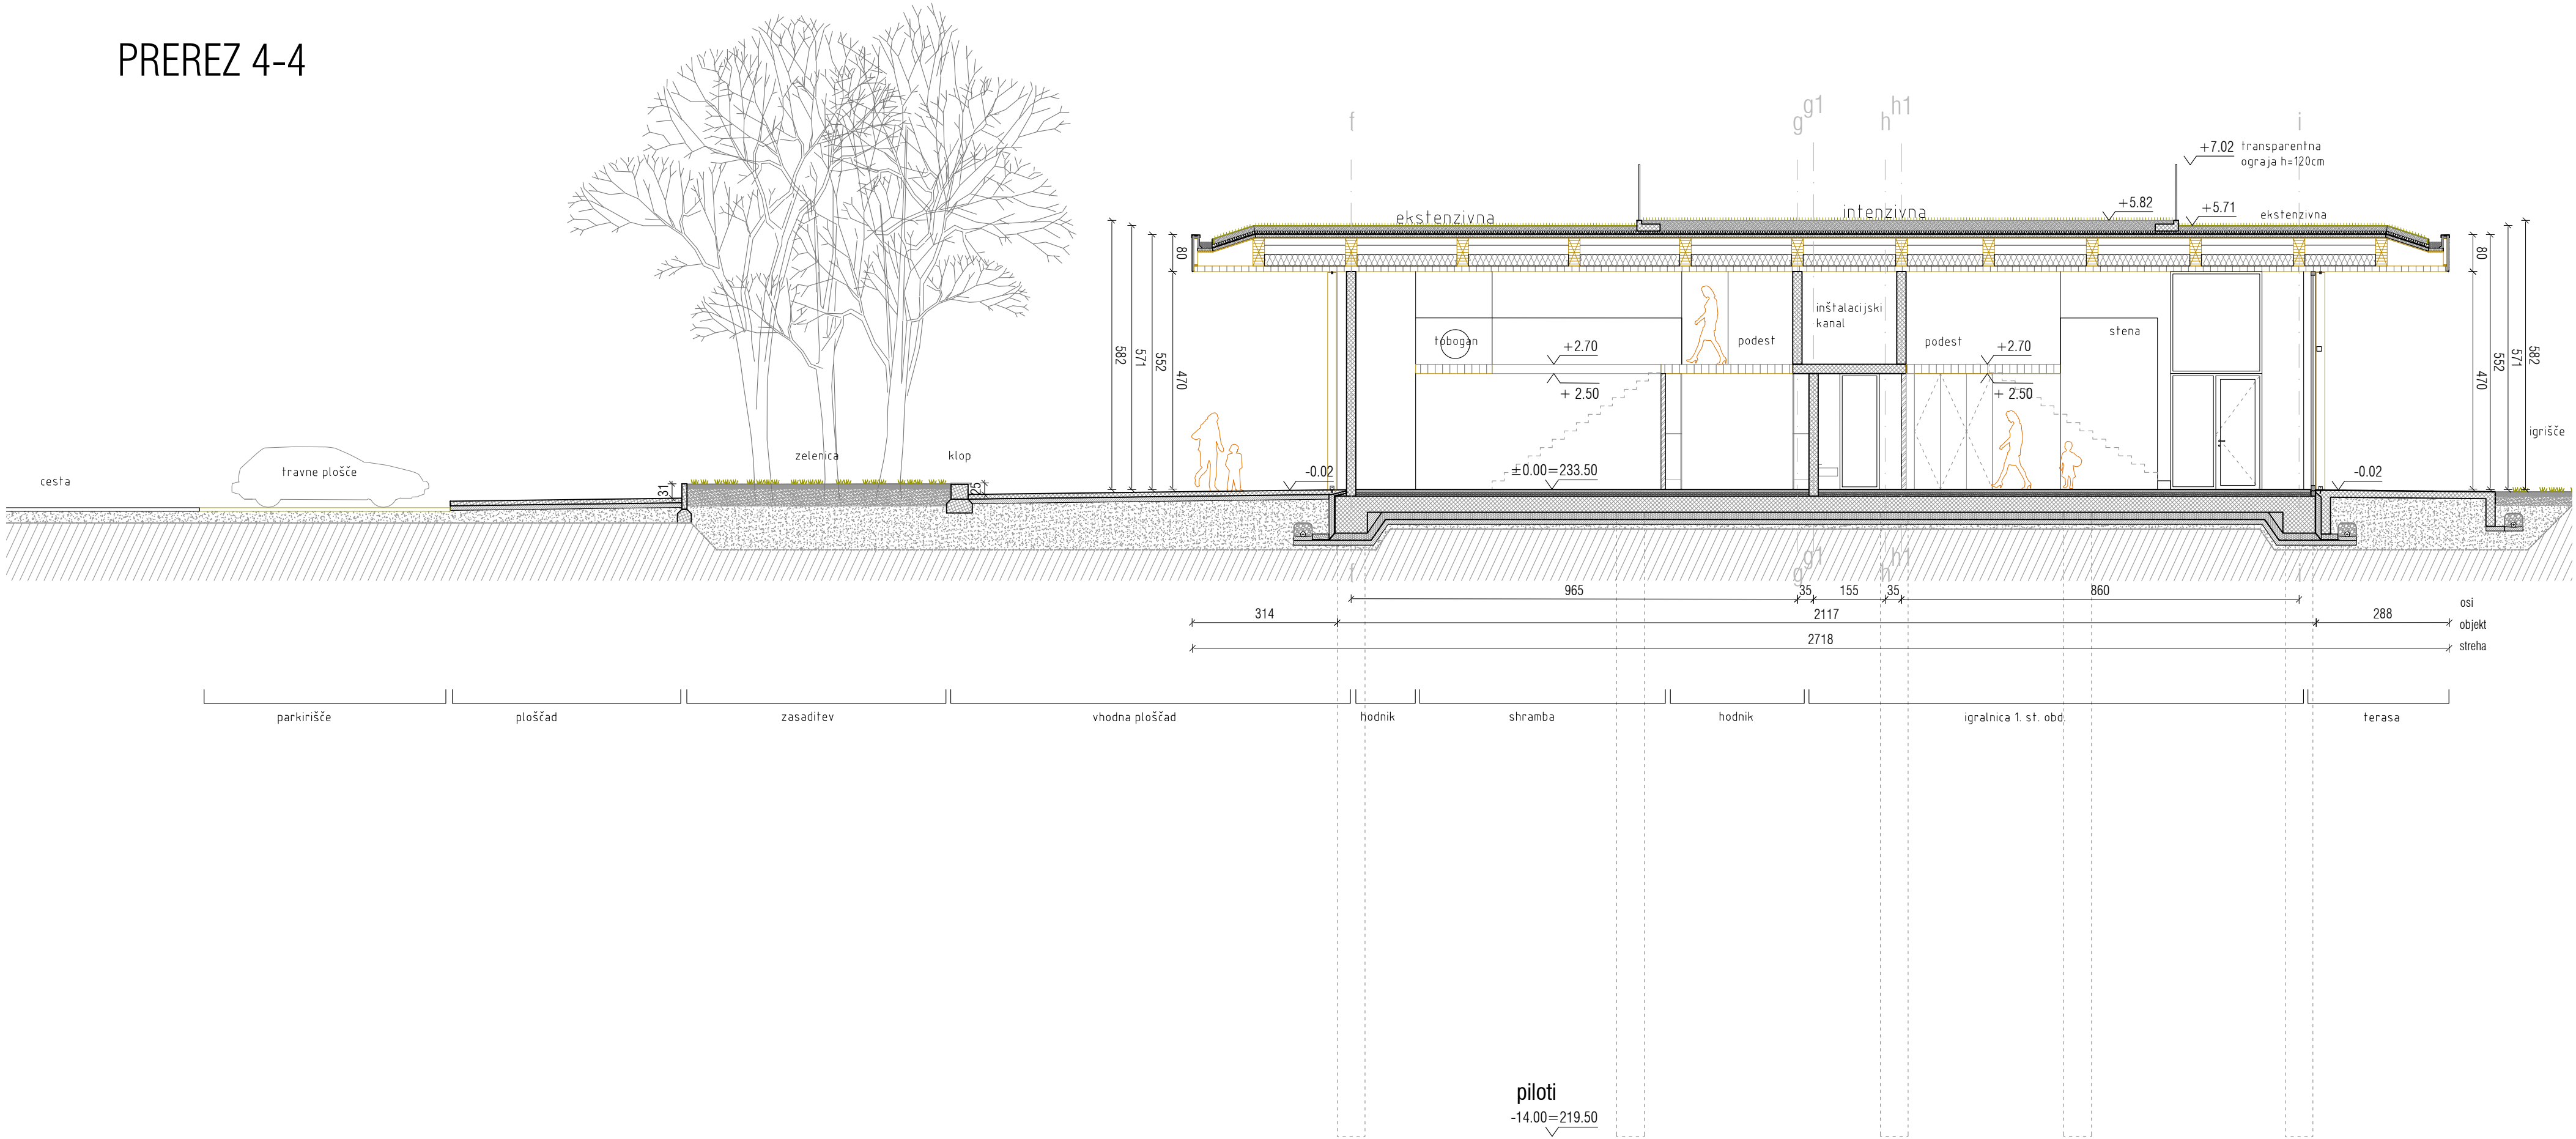 PREREZ 4-4
f
g
g1
h
h1
i
+7.02 transparentna
ograja h=120cm
ekstenzivna
intenzivna
+5.82
+5.71
ekstenzivna
80
582
571
552
470
inštalacijski
kanal
tobogan
+2.70
+ 2.50
podest
podest
+2.70
+ 2.50
stena
80
470
552
571
582
igrišče
cesta
travne plošče
31
zelenica
klop
25
-0.02
±0.00=233.50
-0.02
f
g
g1
h
h1
i
965
35
155
35
860
osi
314
2117
288
objekt
2718
streha
parkirišče
ploščad
zasaditev
vhodna ploščad
hodnik
shramba
hodnik
igralnica 1. st. obd.
terasa
piloti
-14.00=219.50